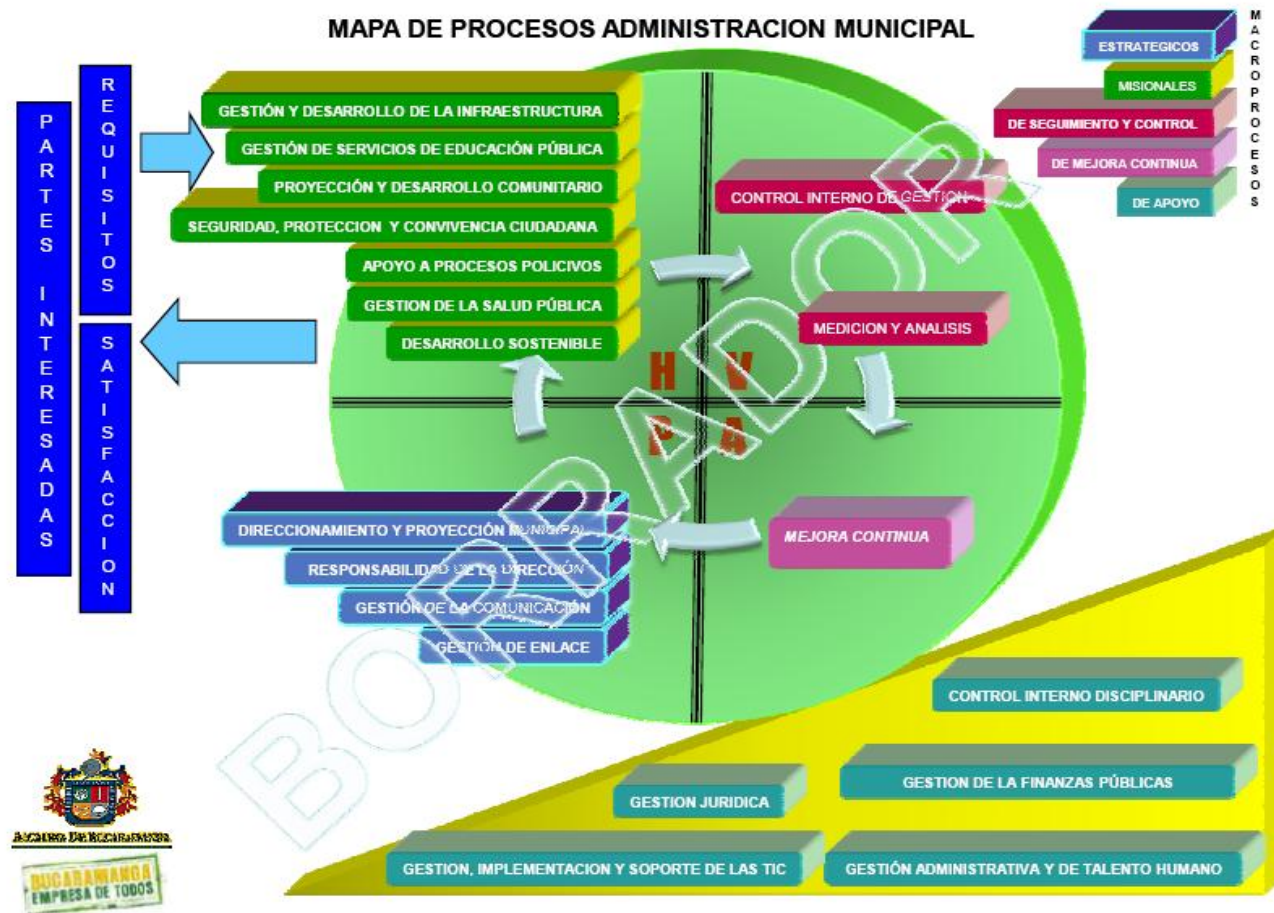 MAPA DE PROCESOS ADMINISTRACION MUNICIPAL
MACROPROCESOS
ESTRATEGICOS
MISIONALES
DE SEGUIMIENTO Y CONTROL
DE MEJORA CONTINUA
DE APOYO
PARTES INTERESADAS
REQUISITOS
SATISFACCION
GESTIÓN Y DESARROLLO DE LA INFRAESTRUCTURA
GESTIÓN DE SERVICIOS DE EDUCACIÓN PÚBLICA
PROYECCIÓN Y DESARROLLO COMUNITARIO
SEGURIDAD, PROTECCION Y CONVIVENCIA CIUDADANA
APOYO A PROCESOS POLICIVOS
GESTION DE LA SALUD PÚBLICA
DESARROLLO SOSTENIBLE
CONTROL INTERNO DE GESTION
MEDICION Y ANALISIS
H V
P A
DIRECCIONAMIENTO Y PROYECCIÓN MUNICIPAL
RESPONSABILIDAD DE LA DIRECCIÓN
GESTIÓN DE LA COMUNICACIÓN
GESTIÓN DE ENLACE
MEJORA CONTINUA
BORRADOR
CONTROL INTERNO DISCIPLINARIO
GESTION JURIDICA
GESTION DE LA FINANZAS PÚBLICAS
GESTION, IMPLEMENTACION Y SOPORTE DE LAS TIC
GESTIÓN ADMINISTRATIVA Y DE TALENTO HUMANO
Alcaldía De Bucaramanga
BUCARAMANGA
EMPRESA DE TODOS